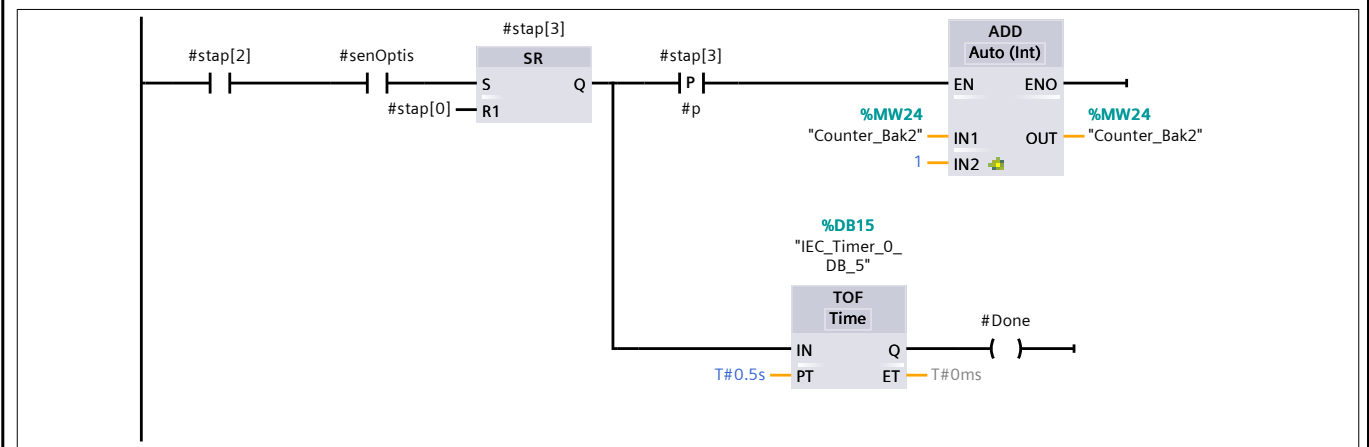 #stap[3]
#stap[2]
#senOptis
SR
#stap[3]
ADD
Auto (Int)
S
Q
P
EN
ENO
#stap[0]
R1
#p
%MW24
%MW24
"Counter_Bak2"
IN1
OUT
"Counter_Bak2"
1
IN2
%DB15
"IEC_Timer_0_
DB_5"
TOF
Time
#Done
IN
Q
T#0.5s
PT
ET
T#0ms